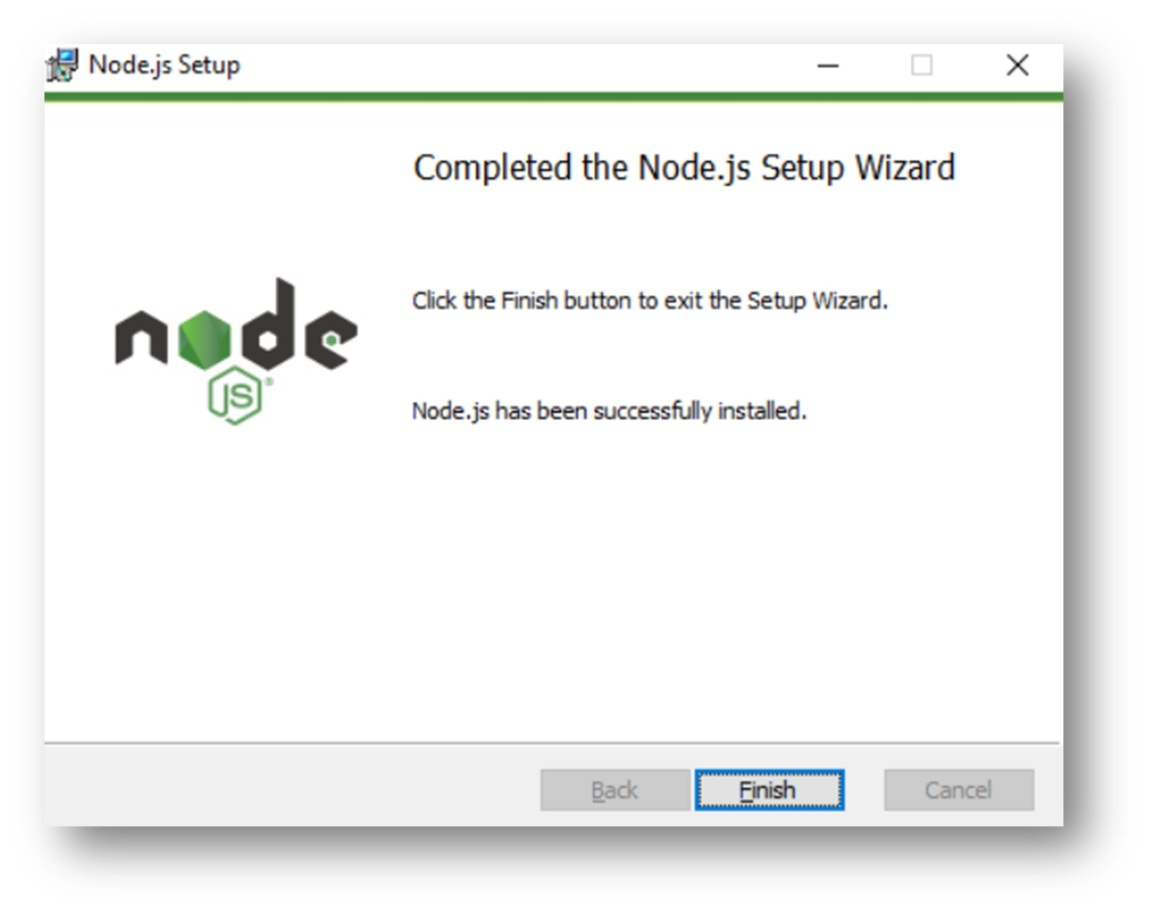 Node.js Setup
Completed the Node.js Setup Wizard
Click the Finish button to exit the Setup Wizard.
node
JS®
Node.js has been successfully installed.
Back Finish Cancel